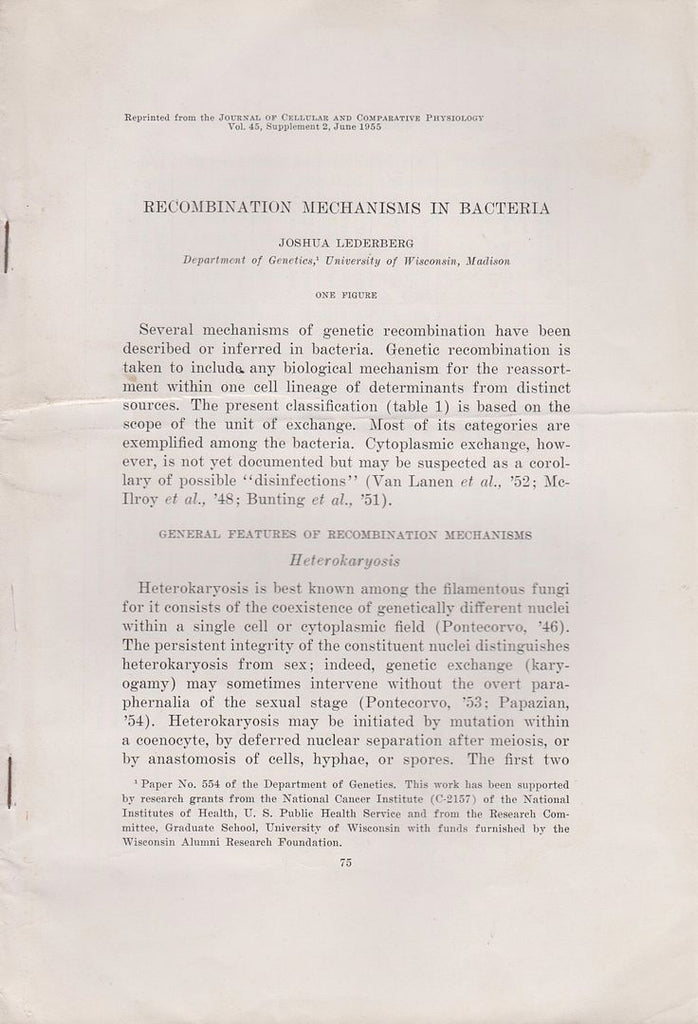 Reprinted from the JOURNAL OF CELLULAR AND COMPARATIVE PHYSIOLOGY
Vol. 45, Supplement 2, June 1955
RECOMBINATION MECHANISMS IN BACTERIA
JOSHUA LEDERBERG
Department of Genetics,¹ University of Wisconsin, Madison
ONE FIGURE
Several mechanisms of genetic recombination have been
described or inferred in bacteria. Genetic recombination is
taken to include any biological mechanism for the reassort-
ment within one cell lineage of determinants from distinct
sources. The present classification (table 1) is based on the
scope of the unit of exchange. Most of its categories are
exemplified among the bacteria. Cytoplasmic exchange, how-
ever, is not yet documented but may be suspected as a corol-
lary of possible ‘‘disinfections’’ (Van Lanen et al., ’52; Mc-
Ilroy et al., ’48; Bunting et al., ’51).
GENERAL FEATURES OF RECOMBINATION MECHANISMS
Heterokaryosis
Heterokaryosis is best known among the filamentous fungi
for it consists of the coexistence of genetically different nuclei
within a single cell or cytoplasmic field (Pontecorvo, ’46).
The persistent integrity of the constituent nuclei distinguishes
heterokaryosis from sex; indeed, genetic exchange (kary-
ogamy) may sometimes intervene without the overt para-
phernalia of the sexual stage (Pontecorvo, ’53; Papazian,
’54). Heterokaryosis may be initiated by mutation within
a coenocyte, by deferred nuclear separation after meiosis, or
by anastomosis of cells, hyphae, or spores. The first two
¹ Paper No. 554 of the Department of Genetics. This work has been supported
by research grants from the National Cancer Institute (C-2157) of the National
Institutes of Health, U. S. Public Health Service and from the Research Com-
mittee, Graduate School, University of Wisconsin with funds furnished by the
Wisconsin Alumni Research Foundation.
75